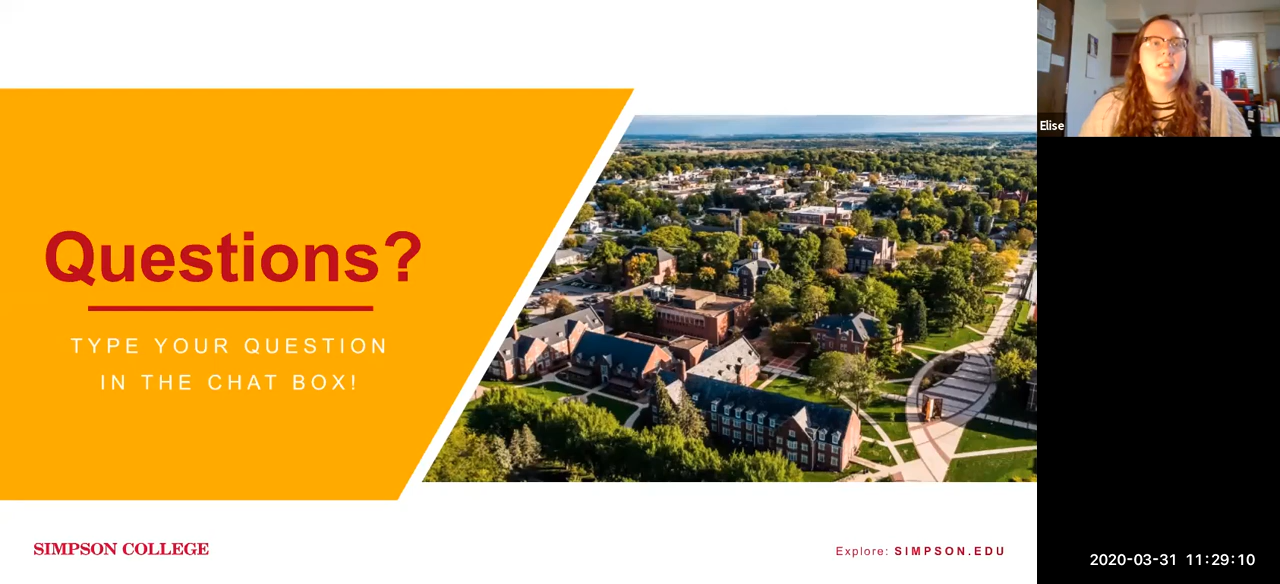 Questions?
TYPE YOUR QUESTION
IN THE CHAT BOX!
SIMPSON COLLEGE
Explore: SIMPSON.EDU
Elise
2020-03-31 11:29:10